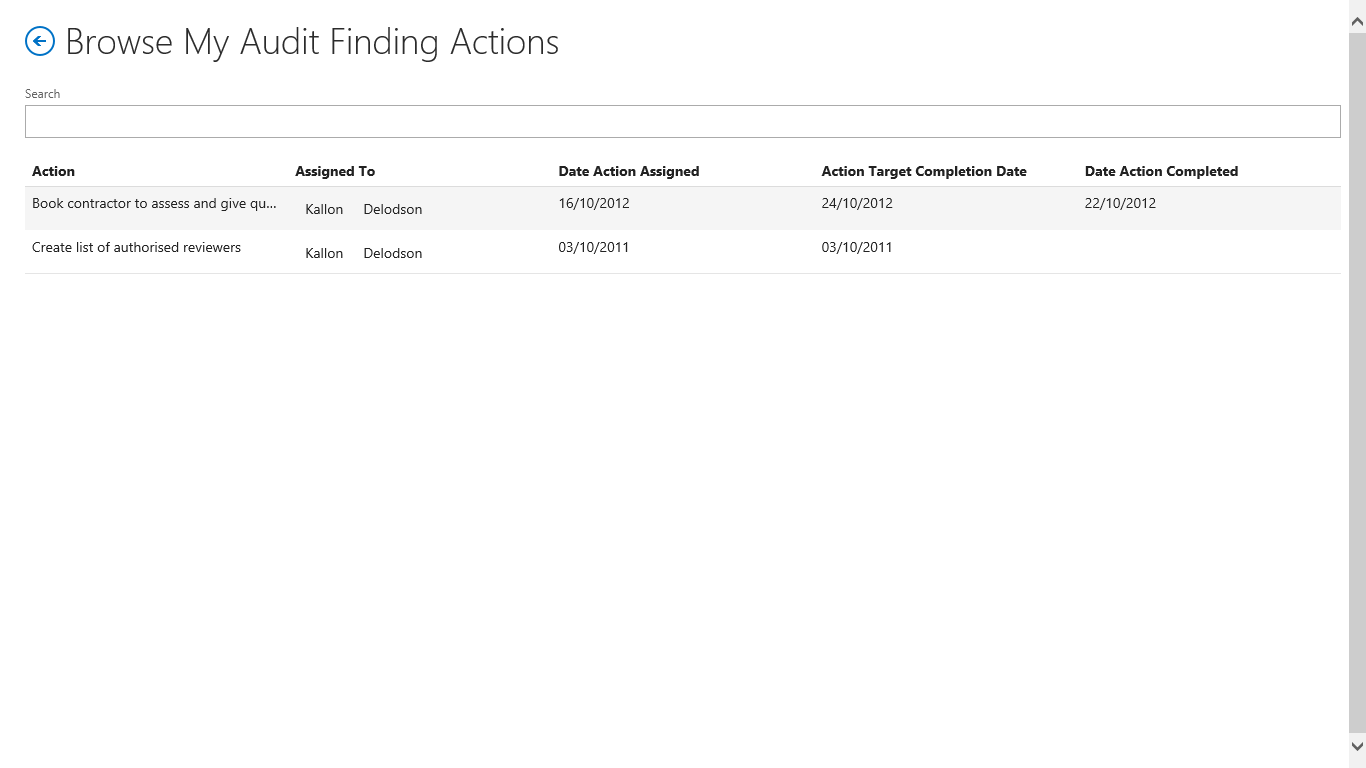 Browse My Audit Finding Actions
Search
Action Assigned To Date Action Assigned Action Target Completion Date Date Action Completed
Book contractor to assess and give qu... Kallon Delodson 16/10/2012 24/10/2012 22/10/2012
Create list of authorised reviewers Kallon Delodson 03/10/2011 03/10/2011